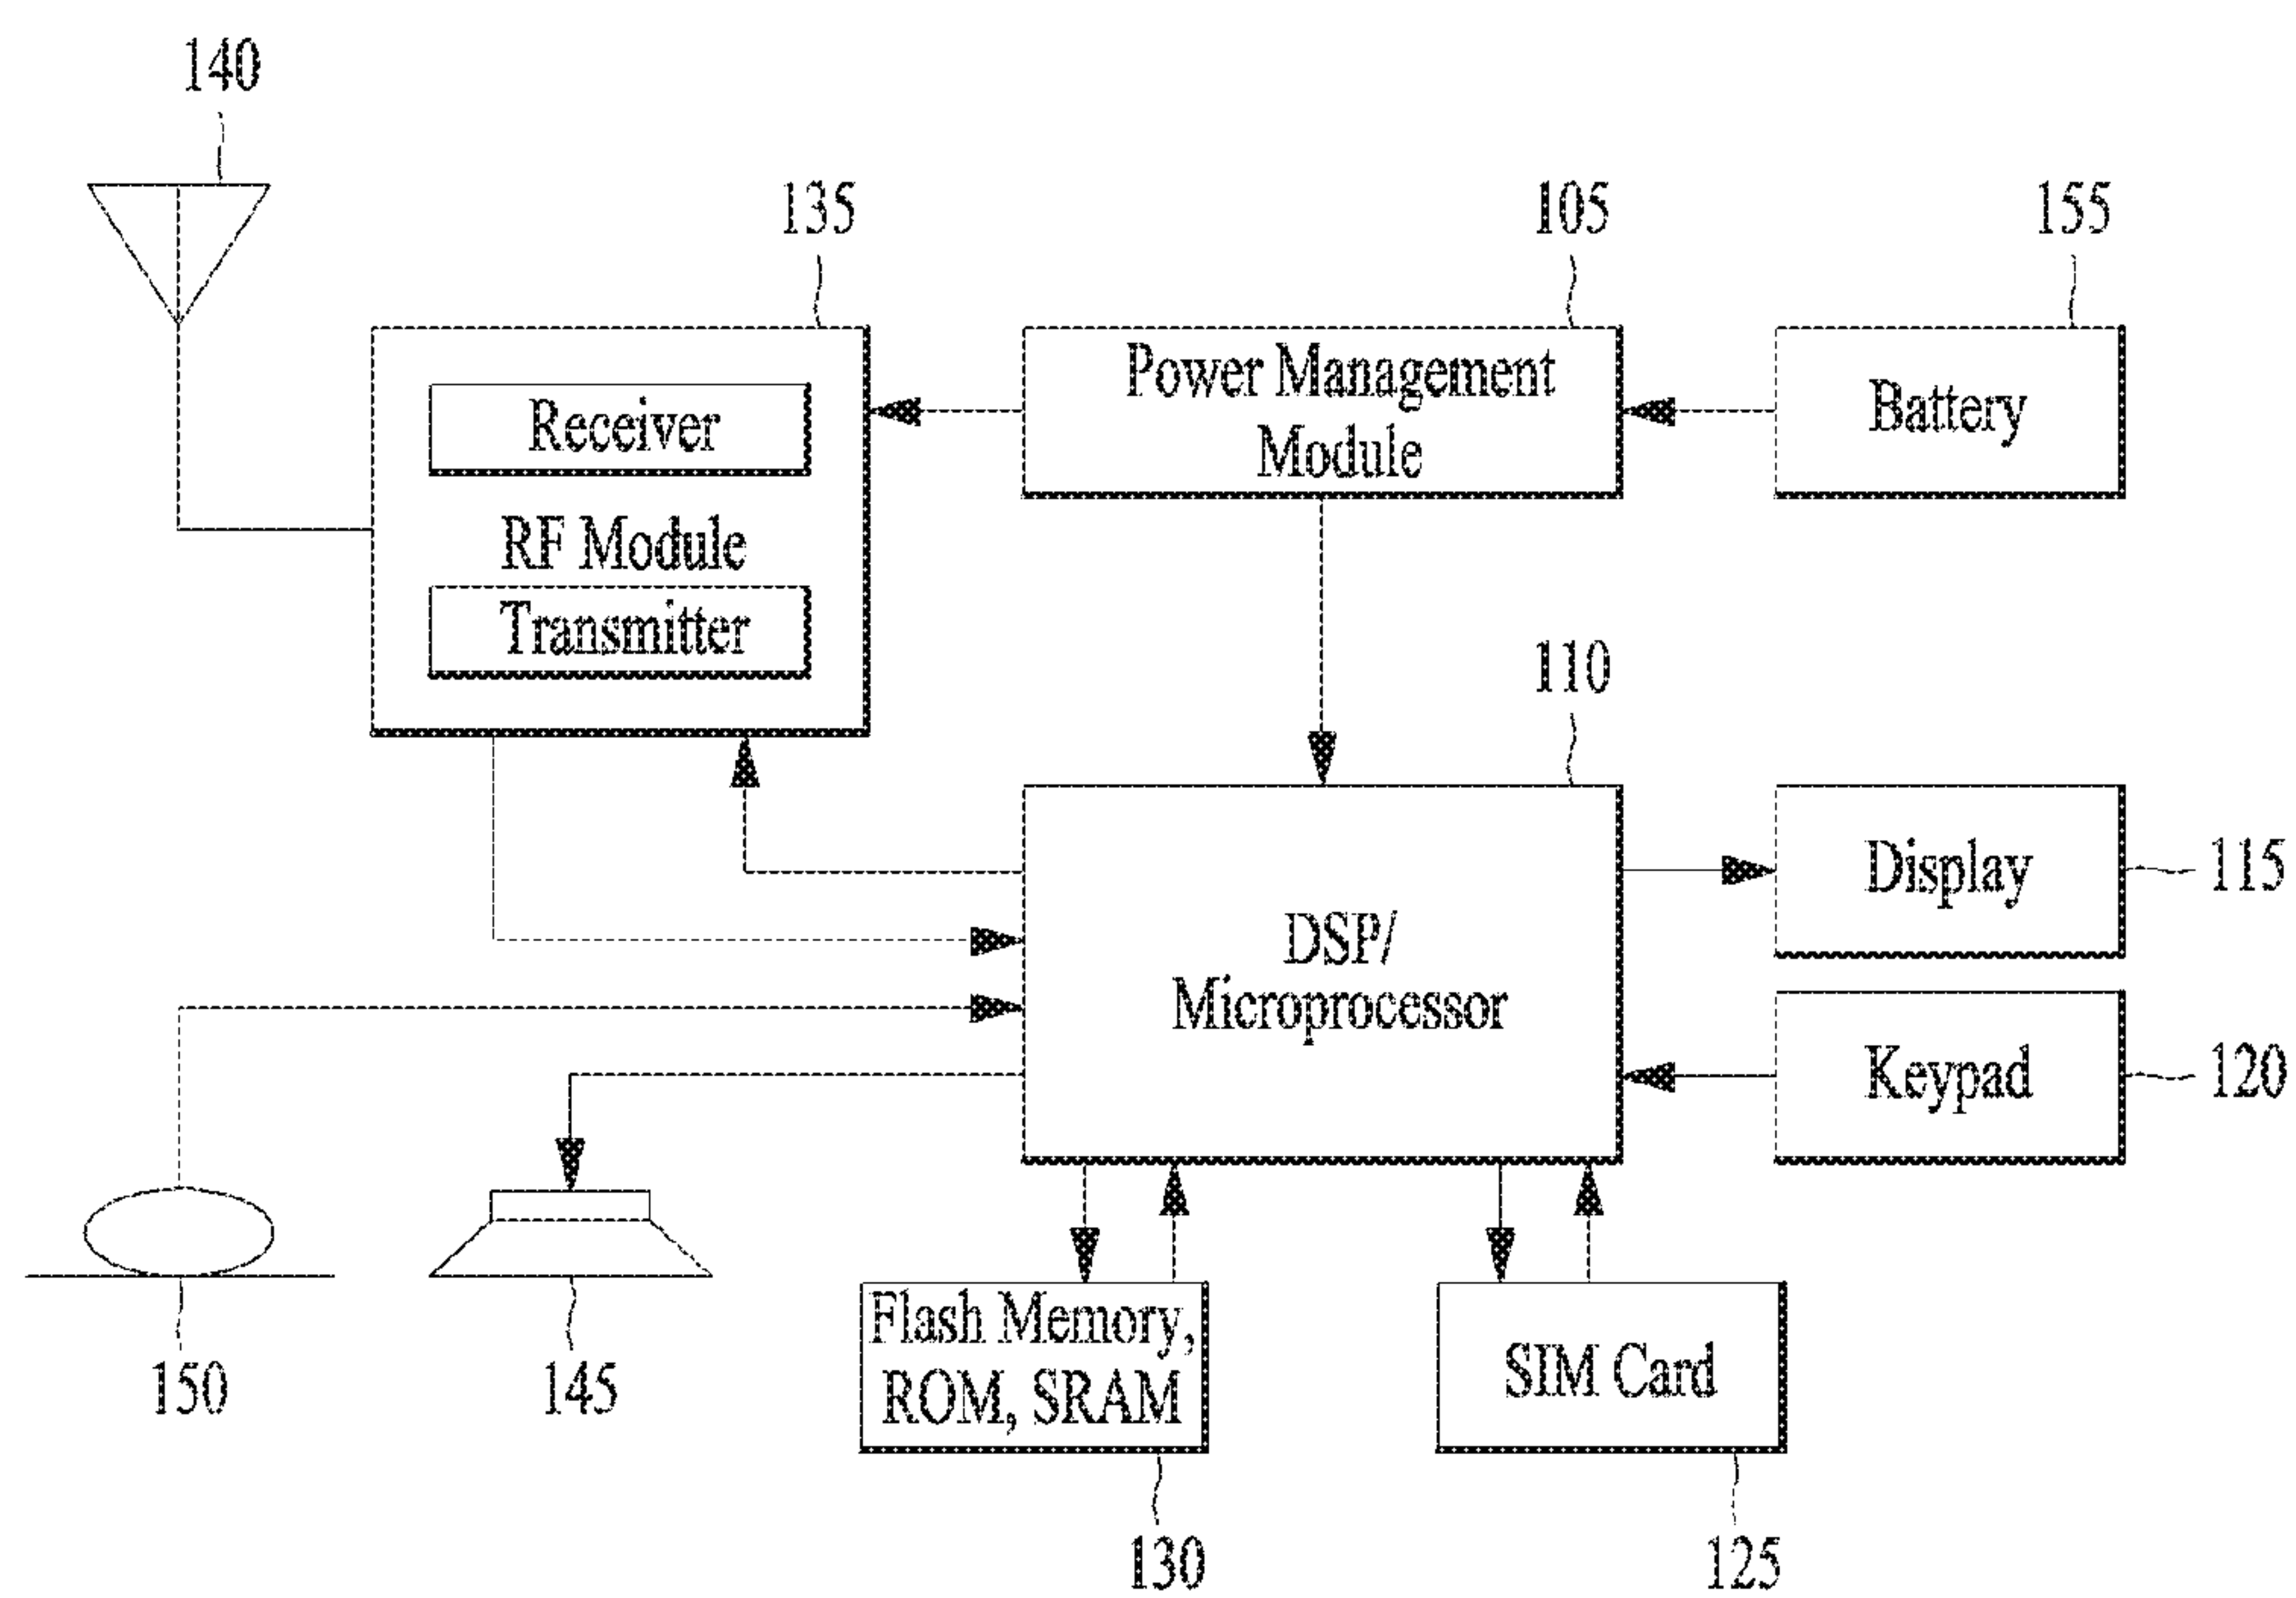 140
135
105
155
Receiver
RF Module
Transmitter
Power Management
Module
Battery
110
DSP/
Microprocessor
Display
115
Keypad
120
150
145
Flash Memory,
ROM, SRAM
SIM Card
130
125